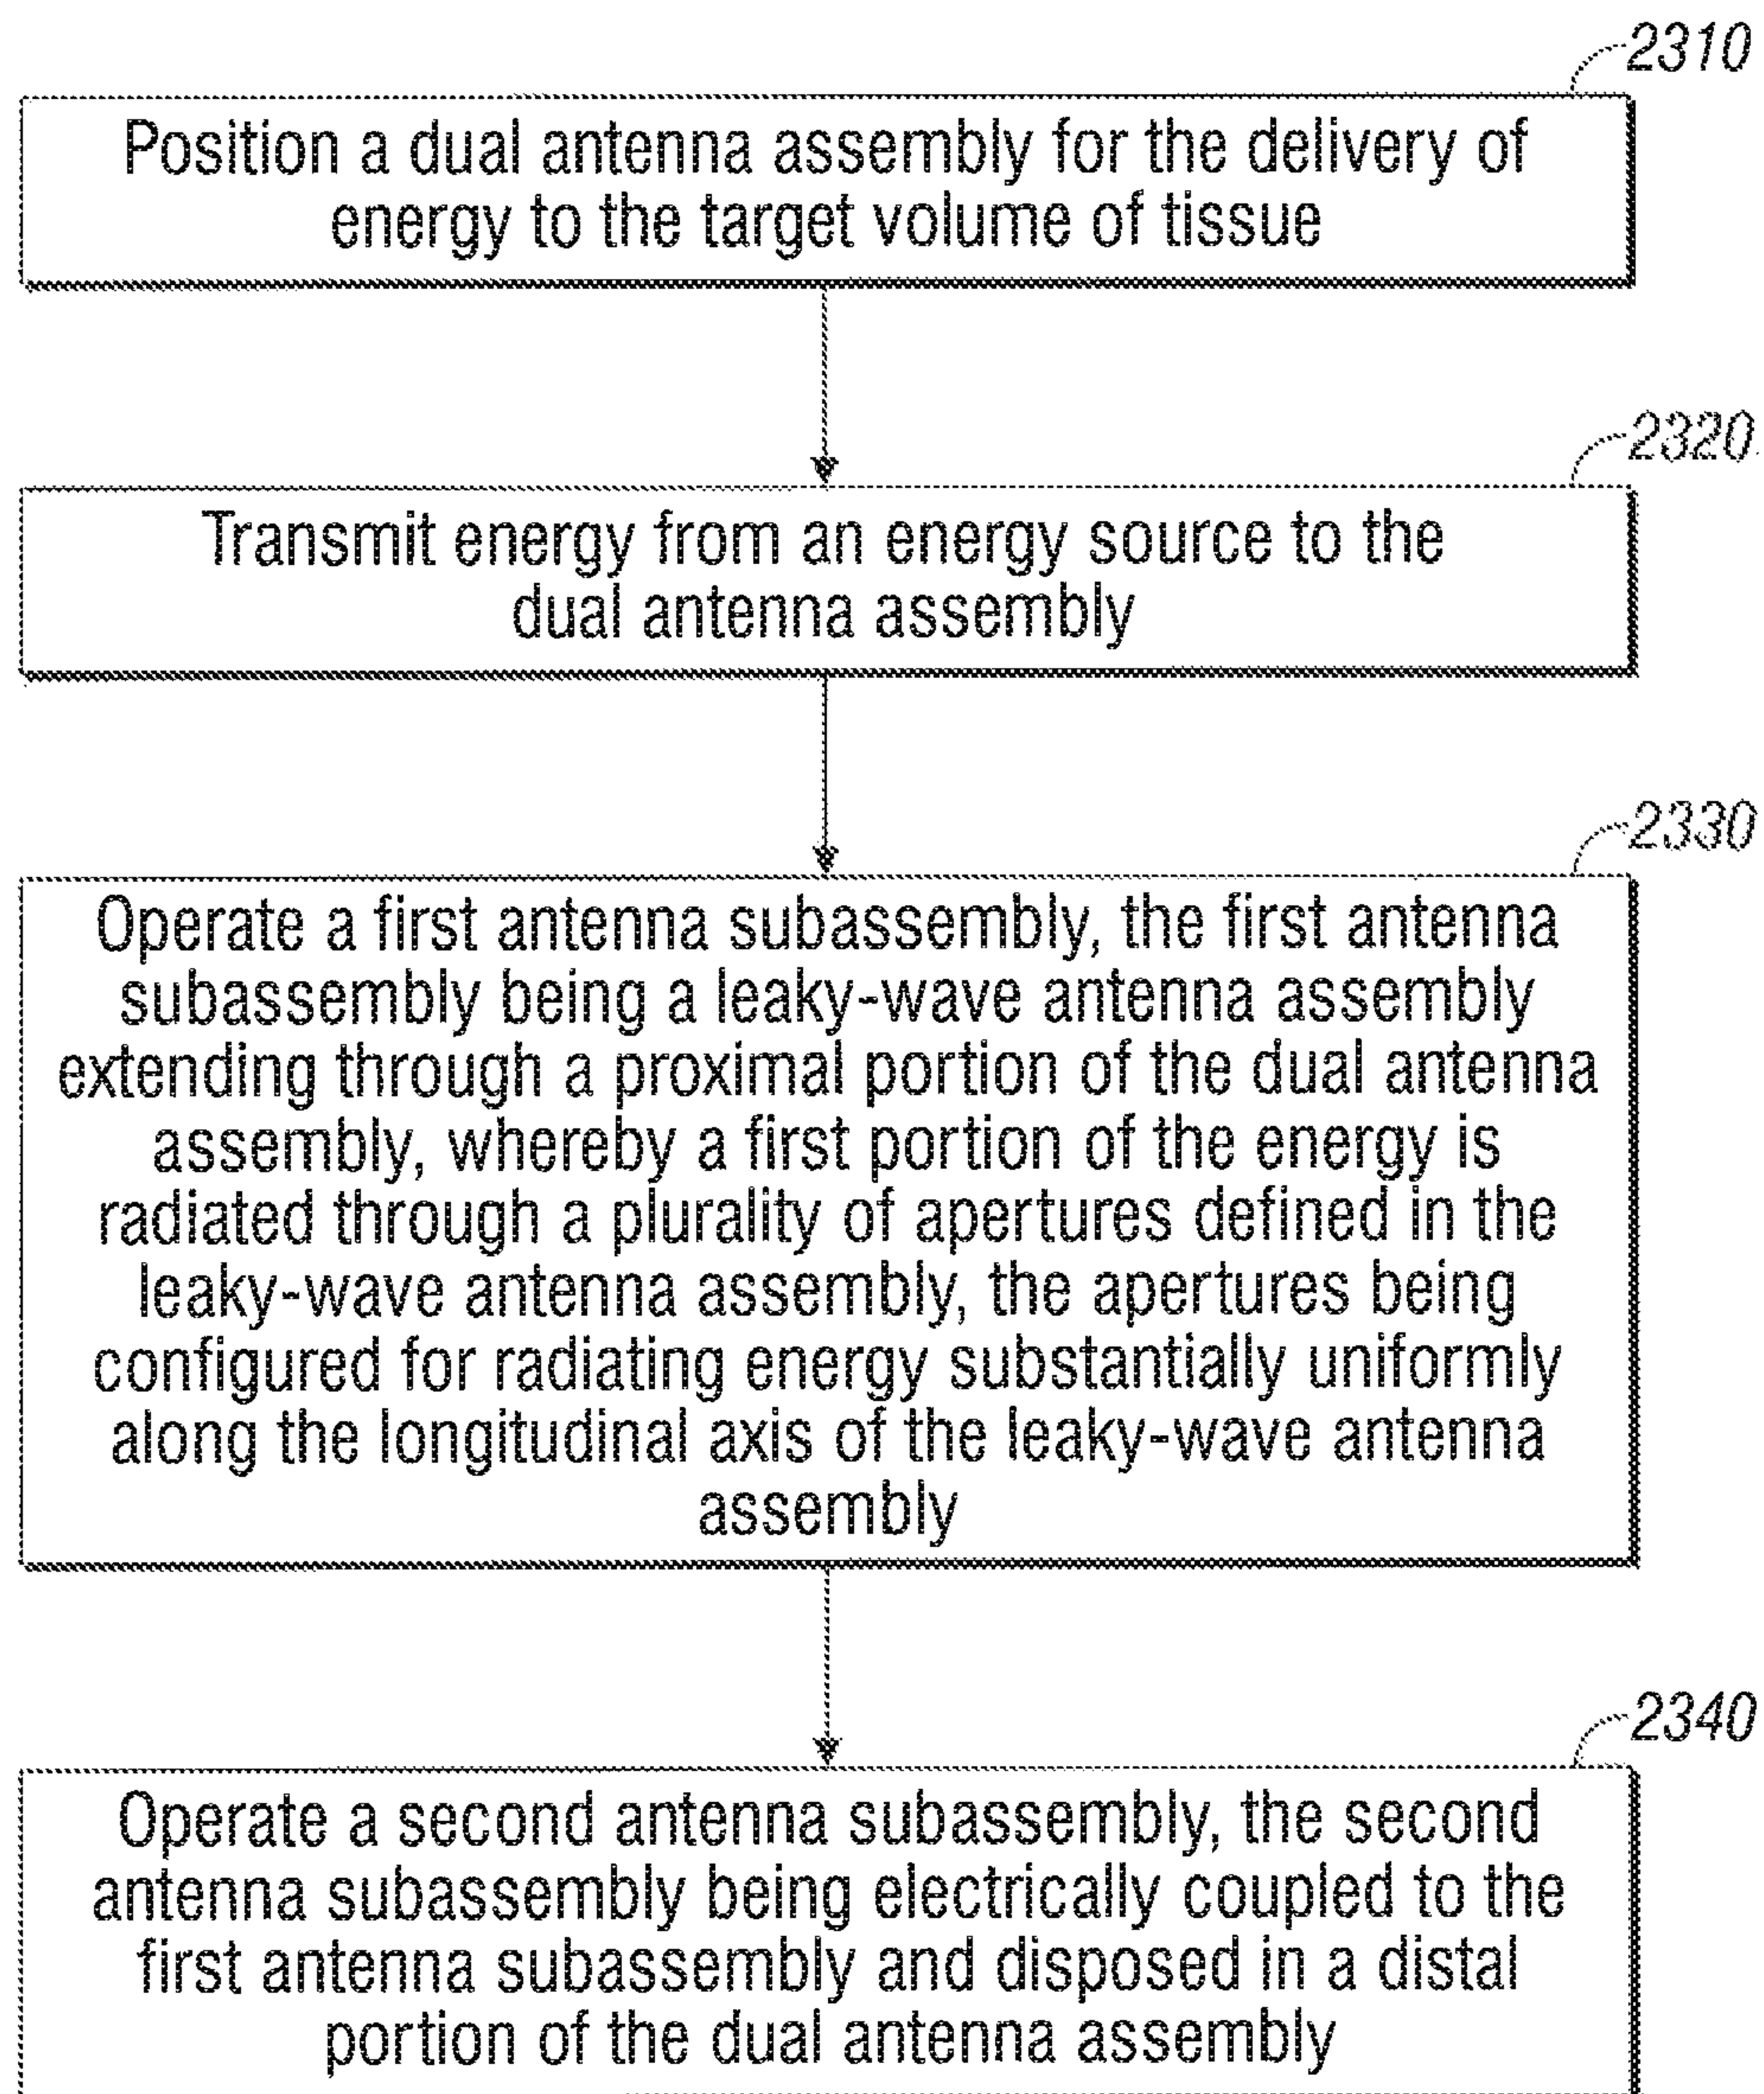 2310
Position a dual antenna assembly for the delivery of
energy to the target volume of tissue
2320
Transmit energy from an energy source to the
dual antenna assembly
2330
Operate a first antenna subassembly, the first antenna
subassembly being a leaky-wave antenna assembly
extending through a proximal portion of the dual antenna
assembly, whereby a first portion of the energy is
radiated through a plurality of apertures defined in the
leaky-wave antenna assembly, the apertures being
configured for radiating energy substantially uniformly
along the longitudinal axis of the leaky-wave antenna
assembly
2340
Operate a second antenna subassembly, the second
antenna subassembly being electrically coupled to the
first antenna subassembly and disposed in a distal
portion of the dual antenna assembly